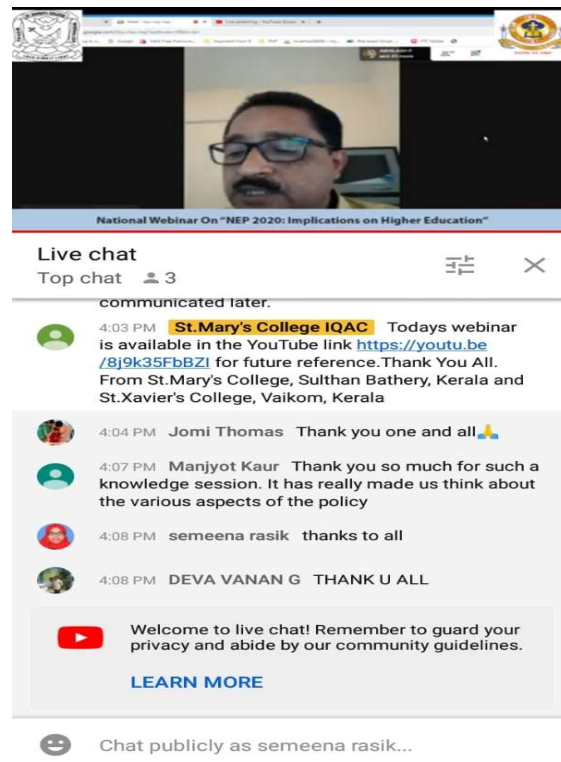 National Webinar On "NEP 2020: Implications on Higher Education"
Live chat
Top chat 3
communicated later.
4:03 PM St.Mary's College IQAC Todays webinar
is available in the YouTube link https://youtu.be
/8j9k35FbBZI for future reference.Thank You All.
From St.Mary's College, Sulthan Bathery, Kerala and
St.Xavier's College, Vaikom, Kerala
4:04 PM Jomi Thomas Thank you one and all🙏
4:07 PM Manjyot Kaur Thank you so much for such a
knowledge session. It has really made us think about
the various aspects of the policy
4:08 PM semeena rasik thanks to all
4:08 PM DEVA VANAN G THANK U ALL
Welcome to live chat! Remember to guard your
privacy and abide by our community guidelines.
LEARN MORE
Chat publicly as semeena rasik...